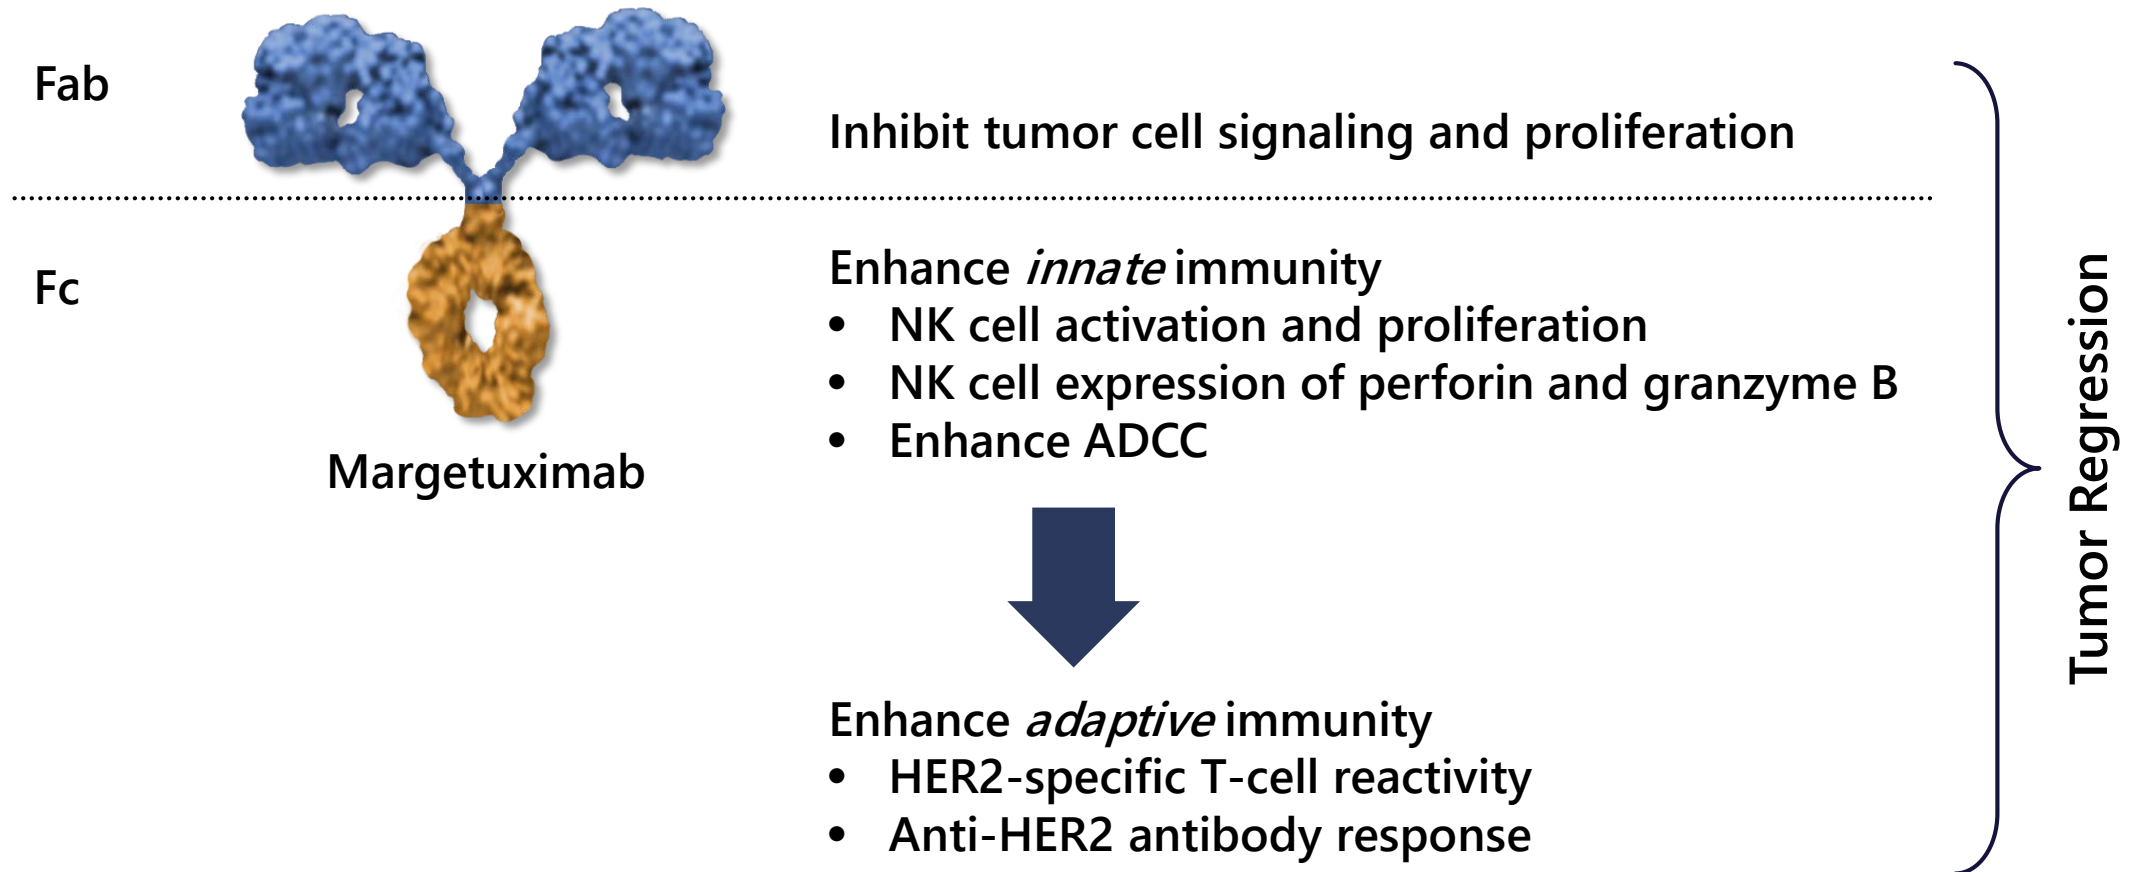 Fab
Inhibit tumor cell signaling and proliferation
Fc
Enhance innate immunity
• NK cell activation and proliferation
• NK cell expression of perforin and granzyme B
• Enhance ADCC
Margetuximab
Enhance adaptive immunity
• HER2-specific T-cell reactivity
• Anti-HER2 antibody response
Tumor Regression